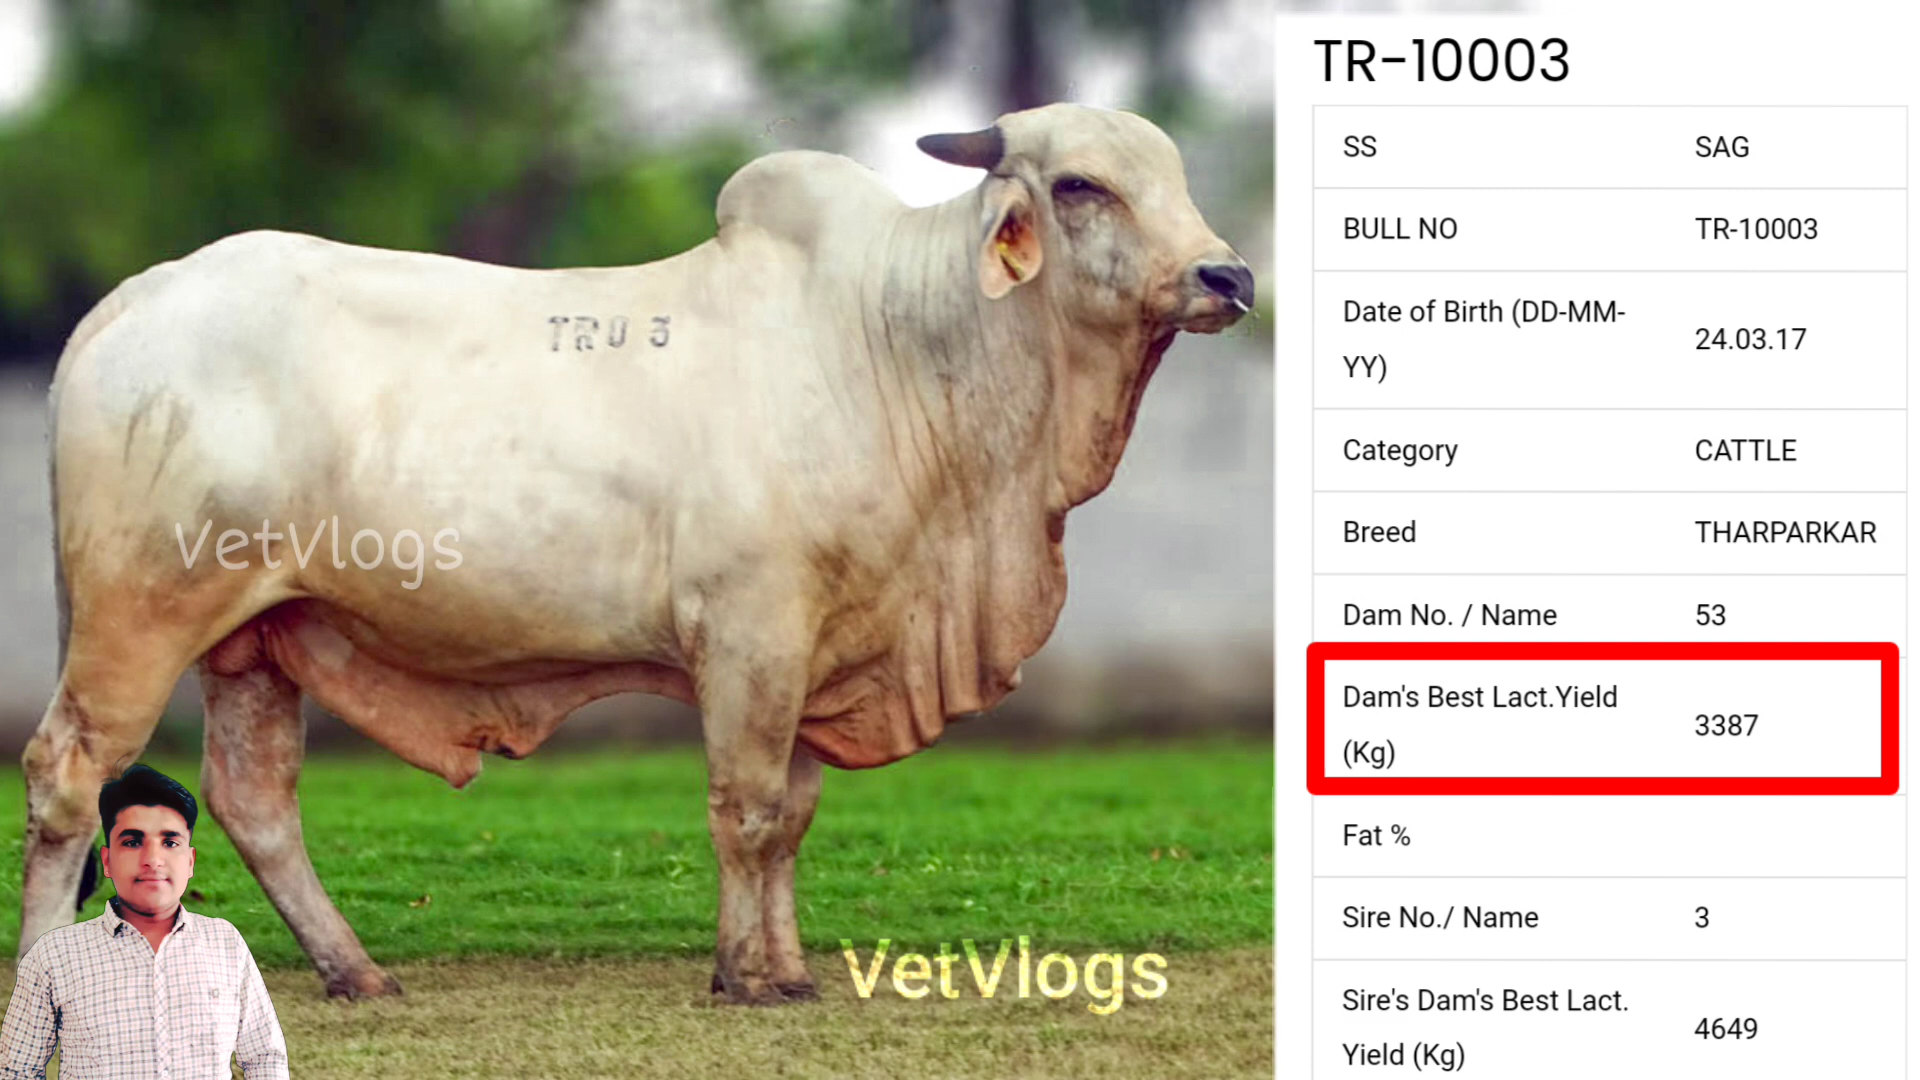 TR-10003
SS SAG
BULL NO TR-10003
Date of Birth (DD-MM-
YY) 24.03.17
Category CATTLE
Breed THARPARKAR
Dam No. / Name 53
Dam's Best Lact.Yield
(Kg) 3387
Fat %
Sire No./ Name 3
Sire's Dam's Best Lact.
Yield (Kg) 4649
TR0 3
VetVlogs
VetVlogs